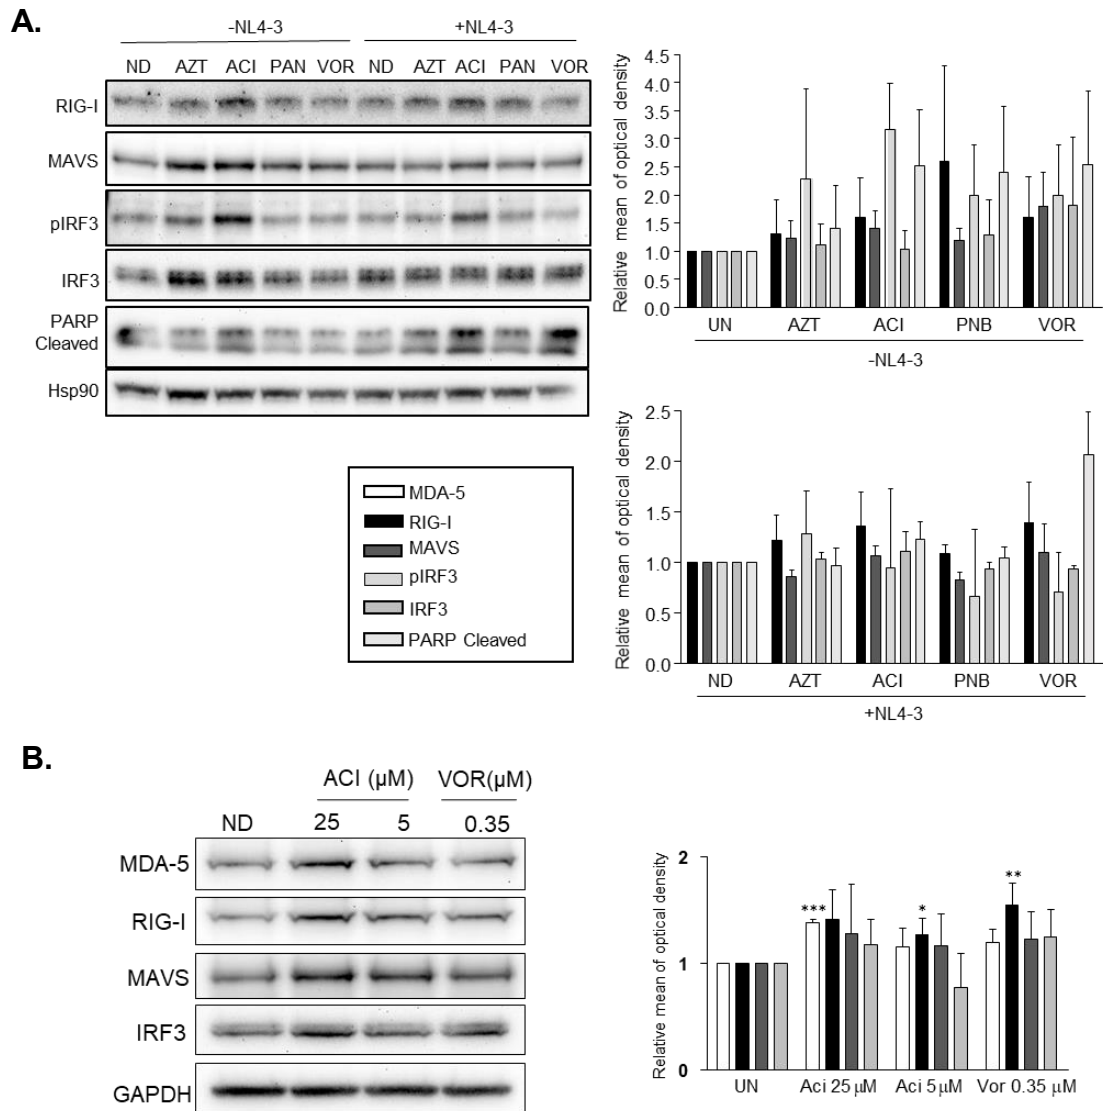 A.
-NL4-3 +NL4-3
ND AZT ACI PAN VOR ND AZT ACI PAN VOR
RIG-I
MAVS
pIRF3
IRF3
PARP
Cleaved
Hsp90
Relative mean of optical density
4.5
4.0
3.5
3.0
2.5
2.0
1.5
1.0
0.5
0.0
UN AZT ACI PNB VOR
-NL4-3
MDA-5
RIG-I
MAVS
pIRF3
IRF3
PARP Cleaved
Relative mean of optical density
2.5
2.0
1.5
1.0
0.5
0.0
ND AZT ACI PNB VOR
+NL4-3
B.
ACI (µM) VOR(µM)
ND 25 5 0.35
MDA-5
RIG-I
MAVS
IRF3
GAPDH
Relative mean of optical density
2
1
0
*** * **
UN Aci 25 µM Aci 5 µM Vor 0.35 µM